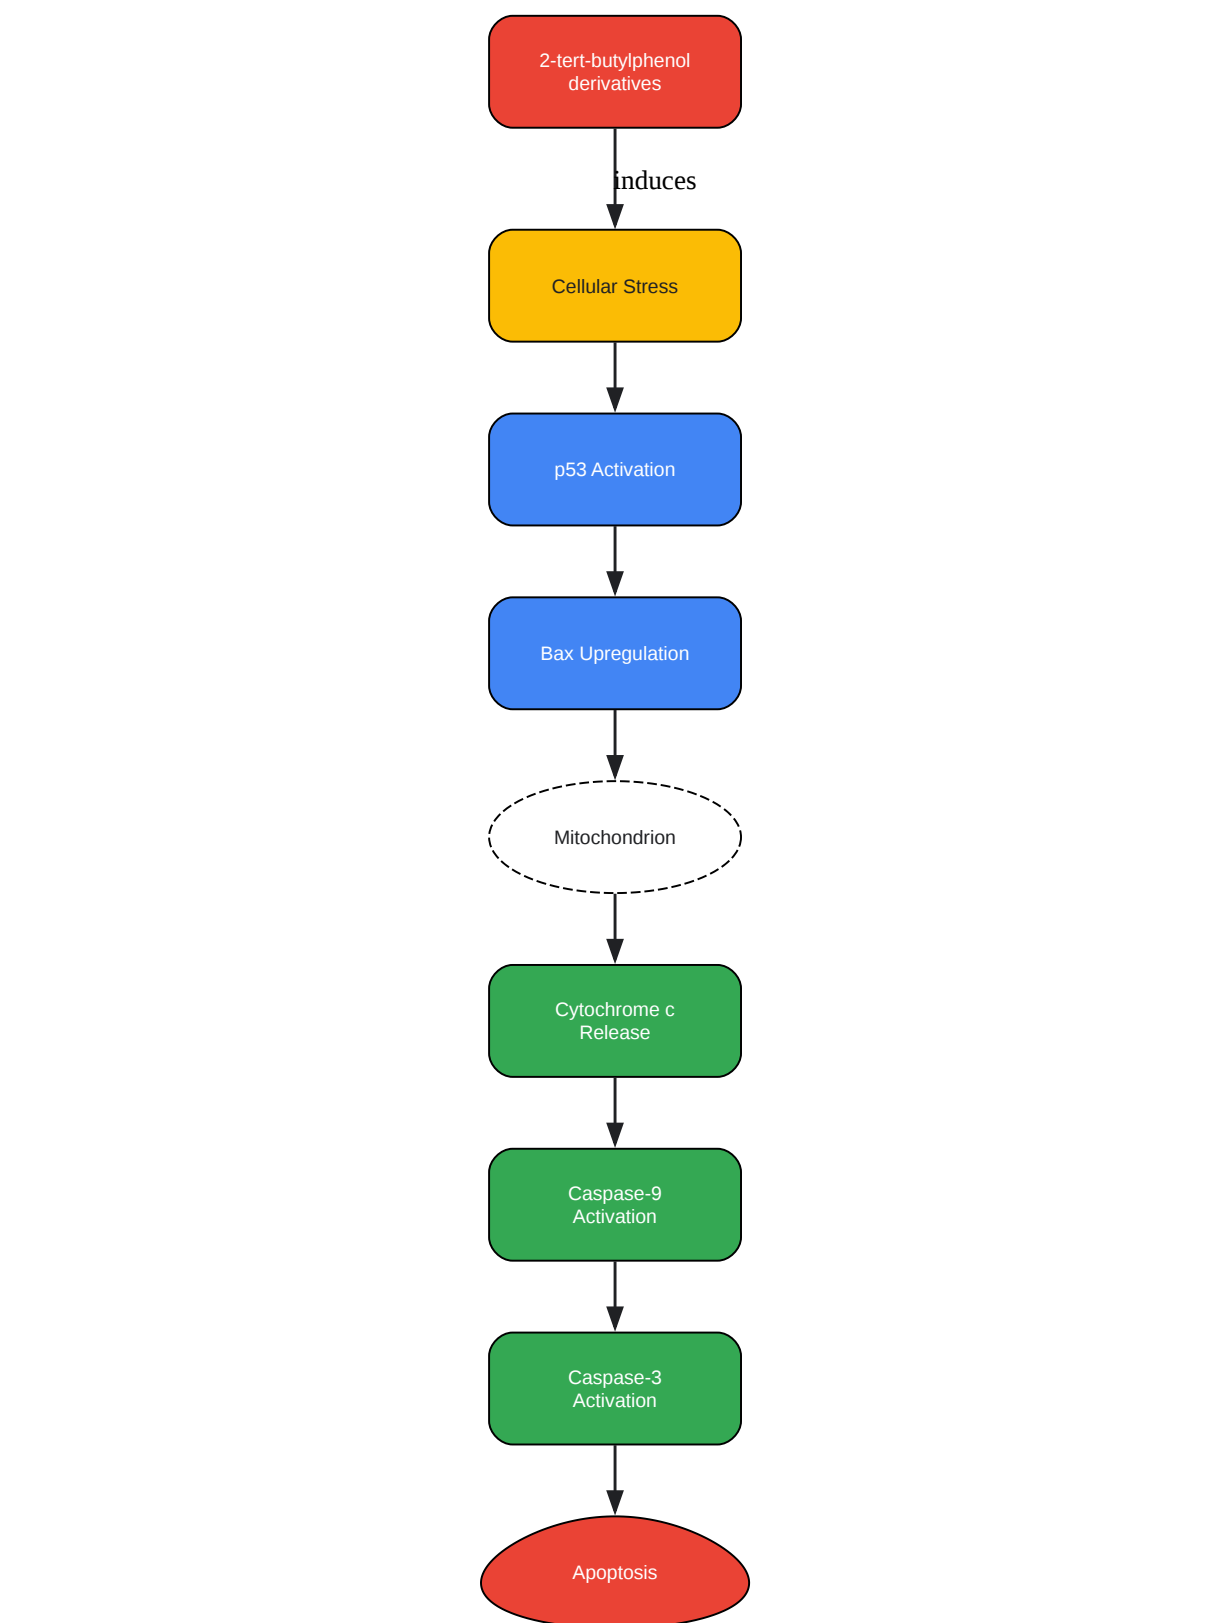 2-tert-butylphenol
derivatives
induces
Cellular Stress
p53 Activation
Bax Upregulation
Mitochondrion
Cytochrome c
Release
Caspase-9
Activation
Caspase-3
Activation
Apoptosis